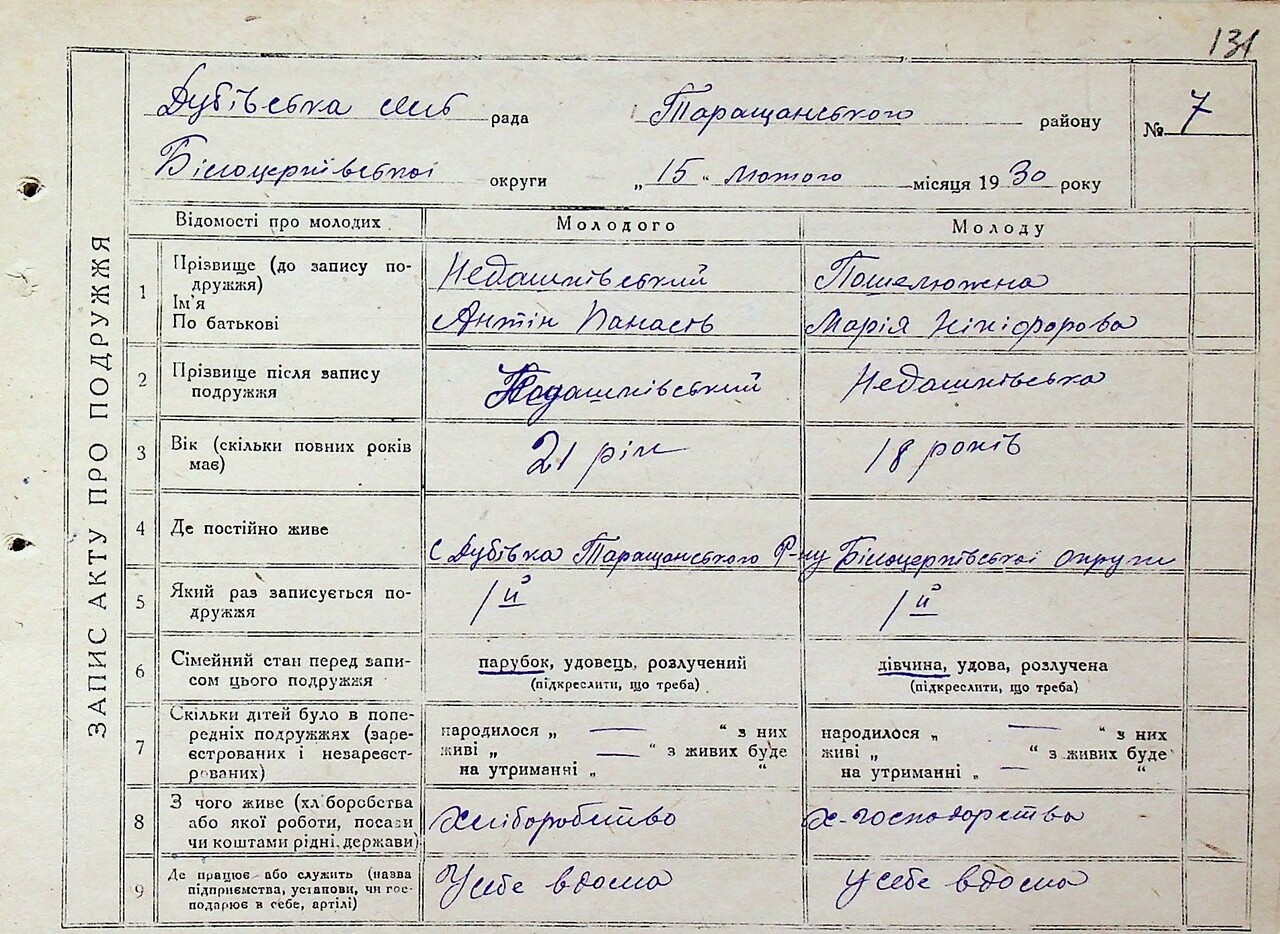 131
Дубівська сіль рада Таращанського району № 7
Білоцерківської округи „15“ лютого місяця 1930 року
ЗАПИС АКТУ ПРО ПОДРУЖЖЯ
Відомості про молодих Молодого Молоду
1 Прізвище (до запису подружжя) Недашківський
Ім'я
По батькові Антін Панасів Марія Нікіфорова
2 Прізвище після запису подружжя Недашківський Недашківська
3 Вік (скільки повних років має) 21 рік 18 років
4 Де постійно живе с Дубівка Таращанського Р-ну Білоцерківської округи
5 Який раз записується подружжя 1й 1й
6 Сімейний стан перед записом цього подружжя парубок, удовець, розлучений дівчина, удова, розлучена
(підкреслити, що треба) (підкреслити, що треба)
7 Скільки дітей було в попередніх подружжях (зареєстрованих і незареєстрованих)
народилося „ — “ з них народилося „ — “ з них
живі „ — “ з живих буде живі „ “ з живих буде
на утриманні „ “ на утриманні „ — “
8 З чого живе (хл боробства або якої роботи, посади чи коштами рідні, держави) Хліборобство х-господарства
9 Де працює або служить (назва підприємства, установи, чи господарює в себе, артілі) У себе вдома у себе вдома